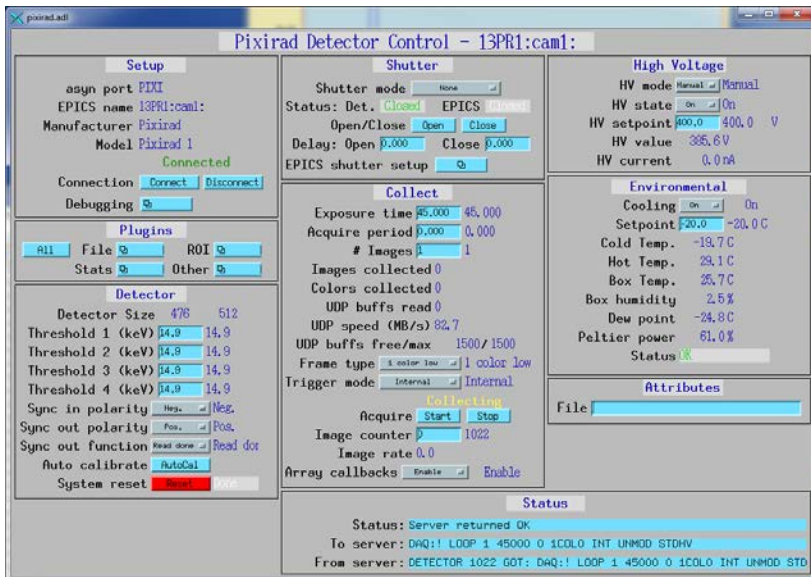 pixirad.adl
Pixirad Detector Control - 13PR1:cam1:
Setup
asyn port PIXI
EPICS name 13PR1:cam1:
Manufacturer Pixirad
Model Pixirad 1
Connected
Connection Connect Disconnect
Debugging
Plugins
All File ROI
Stats Other
Detector
Detector Size 476 512
Threshold 1 (keV) 14.9 14.9
Threshold 2 (keV) 14.9 14.9
Threshold 3 (keV) 14.9 14.9
Threshold 4 (keV) 14.9 14.9
Sync in polarity Neg. Neg.
Sync out polarity Pos. Pos.
Sync out function Read done Read dor
Auto calibrate AutoCal
System reset Reset Done
Shutter
Shutter mode None
Status: Det. Closed EPICS Closed
Open/Close Open Close
Delay: Open 0.000 Close 0.000
EPICS shutter setup
Collect
Exposure time 45.000 45.000
Acquire period 0.000 0.000
# Images 1 1
Images collected 0
Colors collected 0
UDP buffs read 0
UDP speed (MB/s) 82.7
UDP buffs free/max 1500/ 1500
Frame type 1 color low 1 color low
Trigger mode Internal Internal
Collecting
Acquire Start Stop
Image counter 0 1022
Image rate 0.0
Array callbacks Enable Enable
High Voltage
HV mode Manual Manual
HV state On On
HV setpoint 400.0 400.0 V
HV value 385.6 V
HV current 0.0 nA
Environmental
Cooling On On
Setpoint -20.0 -20.0 C
Cold Temp. -19.7 C
Hot Temp. 29.1 C
Box Temp. 25.7 C
Box humidity 2.5 %
Dew point -24.8 C
Peltier power 61.0 %
Status OK
Attributes
File
Status
Status: Server returned OK
To server: DAQ:! LOOP 1 45000 0 1COL0 INT UNMOD STDHV
From server: DETECTOR 1022 GOT: DAQ:! LOOP 1 45000 0 1COL0 INT UNMOD STD